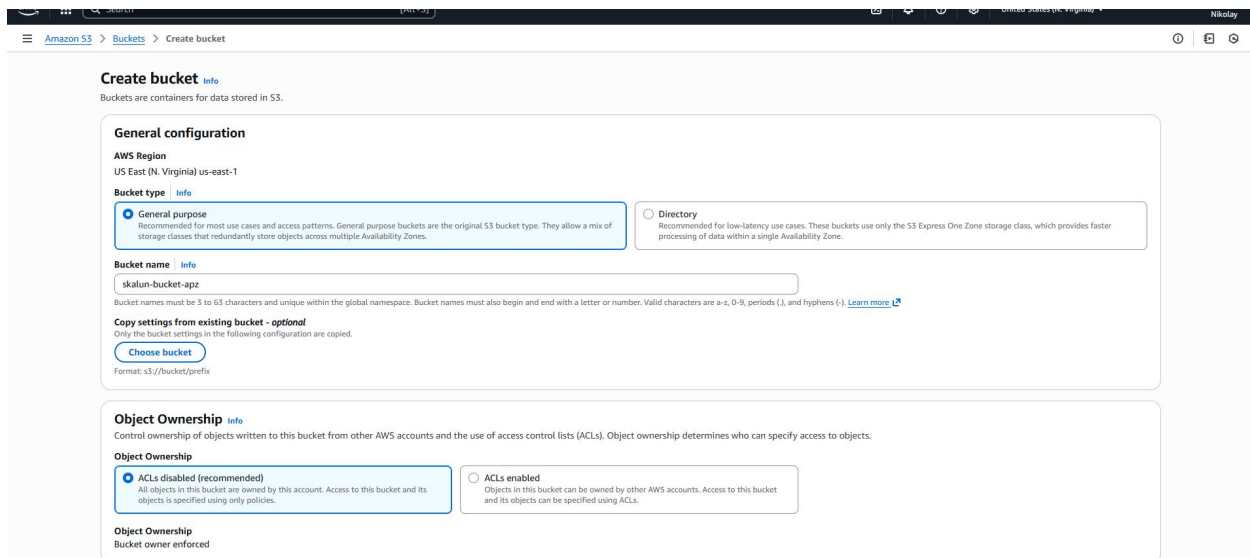 Search
[Alt+S]
United States (N. Virginia)
Nikolay
Amazon S3 > Buckets > Create bucket
Create bucket Info
Buckets are containers for data stored in S3.
General configuration
AWS Region
US East (N. Virginia) us-east-1
Bucket type Info
General purpose
Recommended for most use cases and access patterns. General purpose buckets are the original S3 bucket type. They allow a mix of
storage classes that redundantly store objects across multiple Availability Zones.
Directory
Recommended for low-latency use cases. These buckets use only the S3 Express One Zone storage class, which provides faster
processing of data within a single Availability Zone.
Bucket name Info
skalun-bucket-apz
Bucket names must be 3 to 63 characters and unique within the global namespace. Bucket names must also begin and end with a letter or number. Valid characters are a-z, 0-9, periods (.), and hyphens (-). Learn more
Copy settings from existing bucket - optional
Only the bucket settings in the following configuration are copied.
Choose bucket
Format: s3://bucket/prefix
Object Ownership Info
Control ownership of objects written to this bucket from other AWS accounts and the use of access control lists (ACLs). Object ownership determines who can specify access to objects.
Object Ownership
ACLs disabled (recommended)
All objects in this bucket are owned by this account. Access to this bucket and its
objects is specified using only policies.
ACLs enabled
Objects in this bucket can be owned by other AWS accounts. Access to this bucket
and its objects can be specified using ACLs.
Object Ownership
Bucket owner enforced